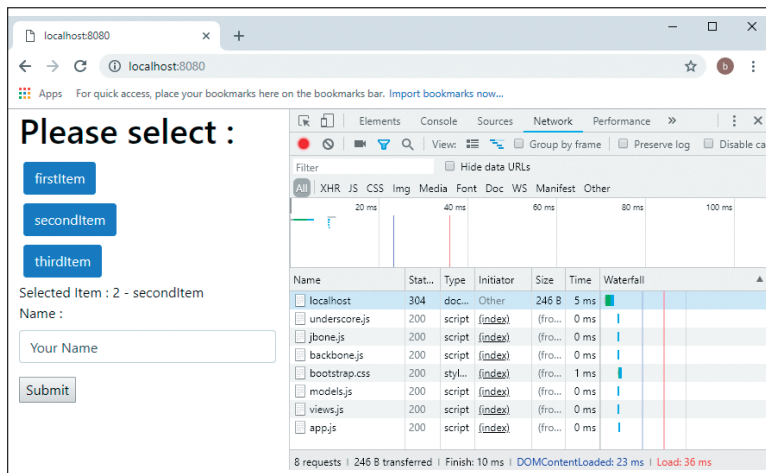 localhost:8080
localhost:8080
b
Apps For quick access, place your bookmarks here on the bookmarks bar. Import bookmarks now...
Please select :
firstItem
secondItem
thirdItem
Selected Item : 2 - secondItem
Name :
Your Name
Submit
Elements Console Sources Network Performance »
View: Group by frame Preserve log Disable ca
Filter Hide data URLs
All XHR JS CSS Img Media Font Doc WS Manifest Other
20 ms 40 ms 60 ms 80 ms 100 ms
Name Stat... Type Initiator Size Time Waterfall
localhost 304 doc... Other 246 B 5 ms
underscore.js 200 script (index) (fro... 0 ms
jbone.js 200 script (index) (fro... 0 ms
backbone.js 200 script (index) (fro... 0 ms
bootstrap.css 200 styl... (index) (fro... 1 ms
models.js 200 script (index) (fro... 0 ms
views.js 200 script (index) (fro... 0 ms
app.js 200 script (index) (fro... 0 ms
8 requests | 246 B transferred | Finish: 10 ms | DOMContentLoaded: 23 ms | Load: 36 ms